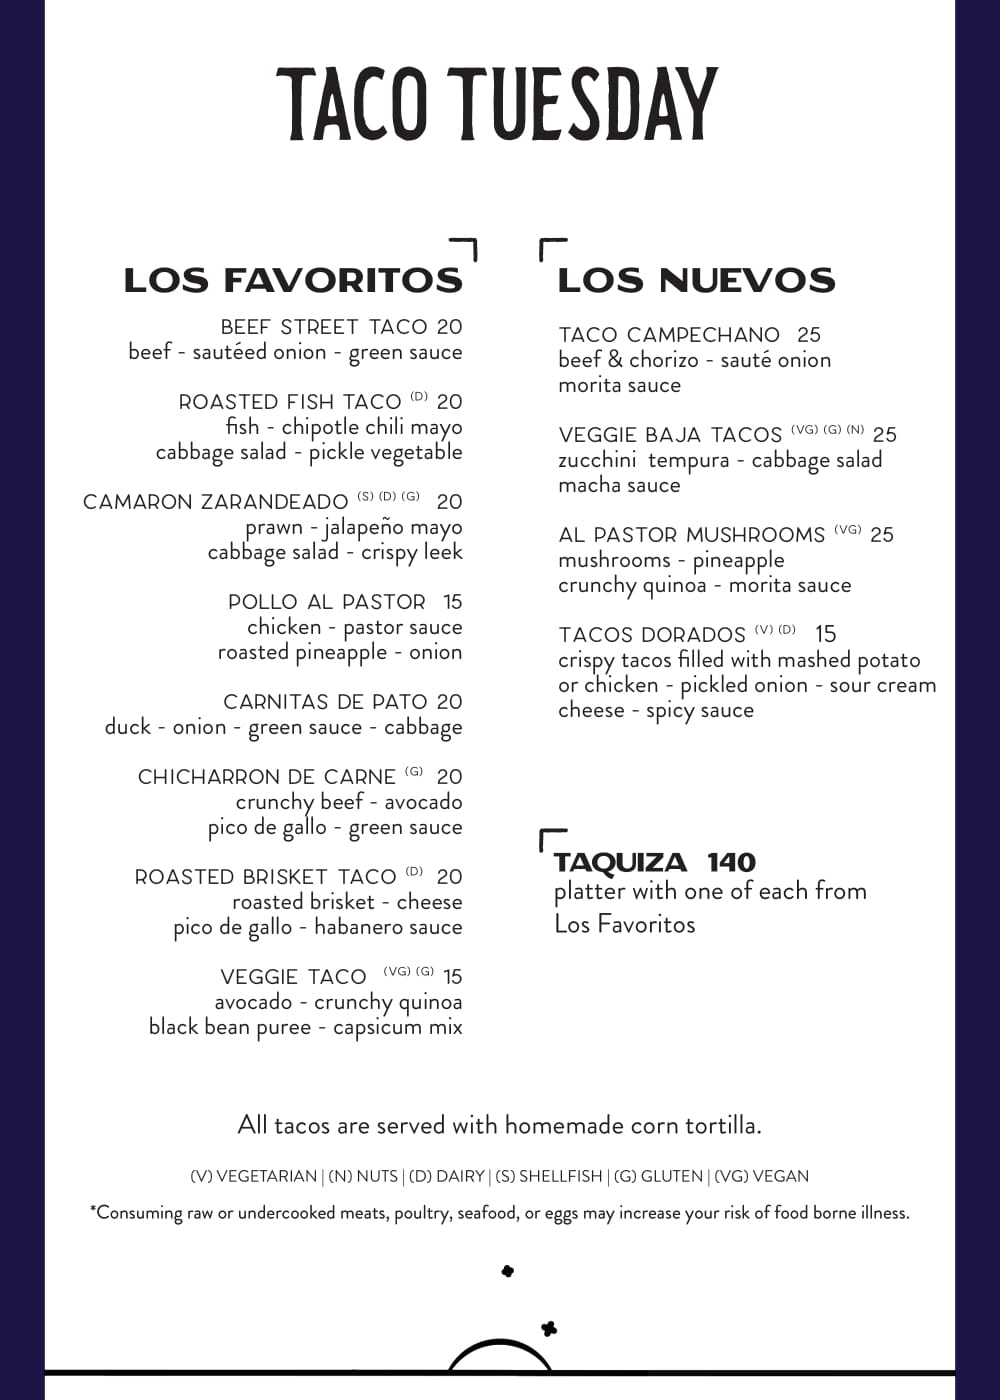 TACO TUESDAY
LOS FAVORITOS
BEEF STREET TACO 20
beef - sautéed onion - green sauce
ROASTED FISH TACO (D) 20
fish - chipotle chili mayo
cabbage salad - pickle vegetable
CAMARON ZARANDEADO (S) (D) (G) 20
prawn - jalapeño mayo
cabbage salad - crispy leek
POLLO AL PASTOR 15
chicken - pastor sauce
roasted pineapple - onion
CARNITAS DE PATO 20
duck - onion - green sauce - cabbage
CHICHARRON DE CARNE (G) 20
crunchy beef - avocado
pico de gallo - green sauce
ROASTED BRISKET TACO (D) 20
roasted brisket - cheese
pico de gallo - habanero sauce
VEGGIE TACO (VG) (G) 15
avocado - crunchy quinoa
black bean puree - capsicum mix
LOS NUEVOS
TACO CAMPECHANO 25
beef & chorizo - sauté onion
morita sauce
VEGGIE BAJA TACOS (VG) (G) (N) 25
zucchini tempura - cabbage salad
macha sauce
AL PASTOR MUSHROOMS (VG) 25
mushrooms - pineapple
crunchy quinoa - morita sauce
TACOS DORADOS (V) (D) 15
crispy tacos filled with mashed potato
or chicken - pickled onion - sour cream
cheese - spicy sauce
TAQUIZA 140
platter with one of each from
Los Favoritos
All tacos are served with homemade corn tortilla.
(V) VEGETARIAN | (N) NUTS | (D) DAIRY | (S) SHELLFISH | (G) GLUTEN | (VG) VEGAN
*Consuming raw or undercooked meats, poultry, seafood, or eggs may increase your risk of food borne illness.